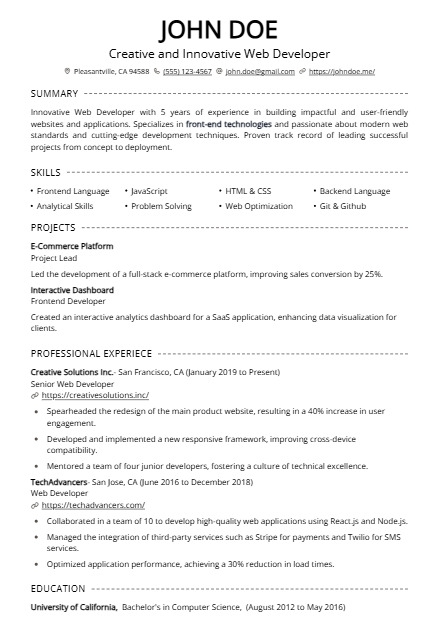 JOHN DOE
Creative and Innovative Web Developer
Pleasantville, CA 94588 (555) 123-4567 john.doe@gmail.com https://johndoe.me/
SUMMARY
Innovative Web Developer with 5 years of experience in building impactful and user-friendly
websites and applications. Specializes in front-end technologies and passionate about modern web
standards and cutting-edge development techniques. Proven track record of leading successful
projects from concept to deployment.
SKILLS
• Frontend Language • JavaScript • HTML & CSS • Backend Language
• Analytical Skills • Problem Solving • Web Optimization • Git & Github
PROJECTS
E-Commerce Platform
Project Lead
Led the development of a full-stack e-commerce platform, improving sales conversion by 25%.
Interactive Dashboard
Frontend Developer
Created an interactive analytics dashboard for a SaaS application, enhancing data visualization for
clients.
PROFESSIONAL EXPERIECE
Creative Solutions Inc.- San Francisco, CA (January 2019 to Present)
Senior Web Developer
https://creativesolutions.inc/
• Spearheaded the redesign of the main product website, resulting in a 40% increase in user
engagement.
• Developed and implemented a new responsive framework, improving cross-device
compatibility.
• Mentored a team of four junior developers, fostering a culture of technical excellence.
TechAdvancers- San Jose, CA (June 2016 to December 2018)
Web Developer
https://techadvancers.com/
• Collaborated in a team of 10 to develop high-quality web applications using React.js and Node.js.
• Managed the integration of third-party services such as Stripe for payments and Twilio for SMS
services.
• Optimized application performance, achieving a 30% reduction in load times.
EDUCATION
University of California, Bachelor's in Computer Science, (August 2012 to May 2016)